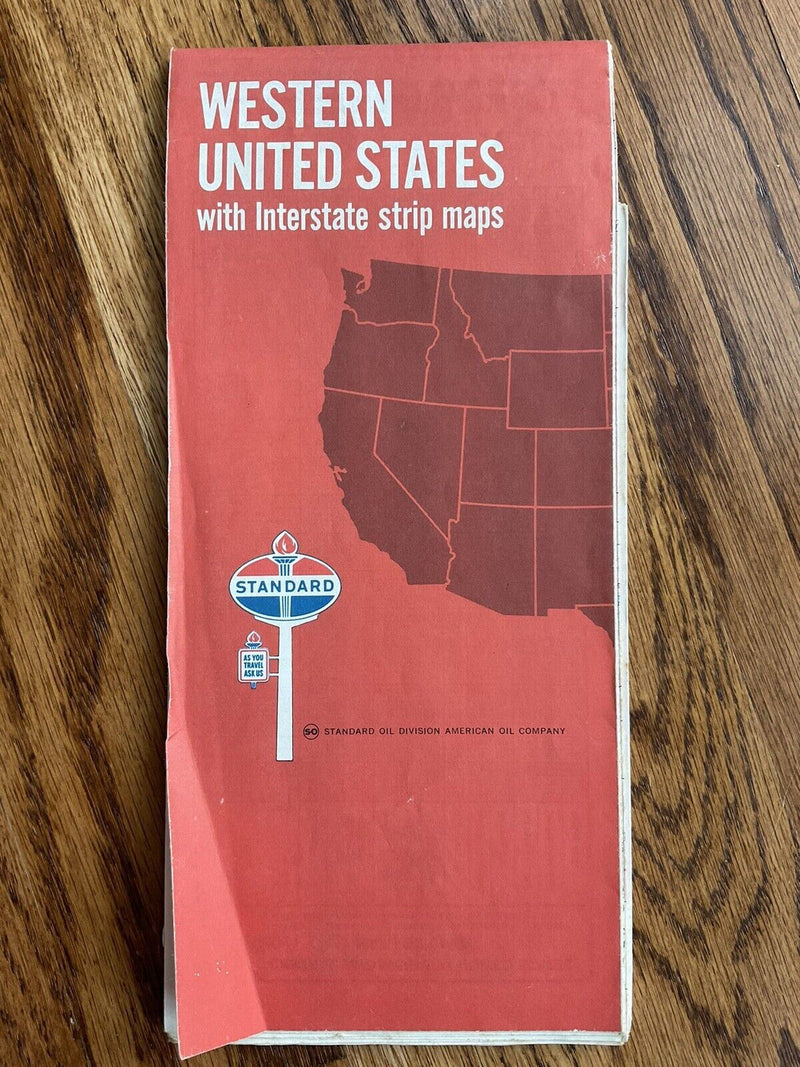 WESTERN
UNITED STATES
with Interstate strip maps
STANDARD
AS YOU
TRAVEL
ASK US
SO STANDARD OIL DIVISION AMERICAN OIL COMPANY